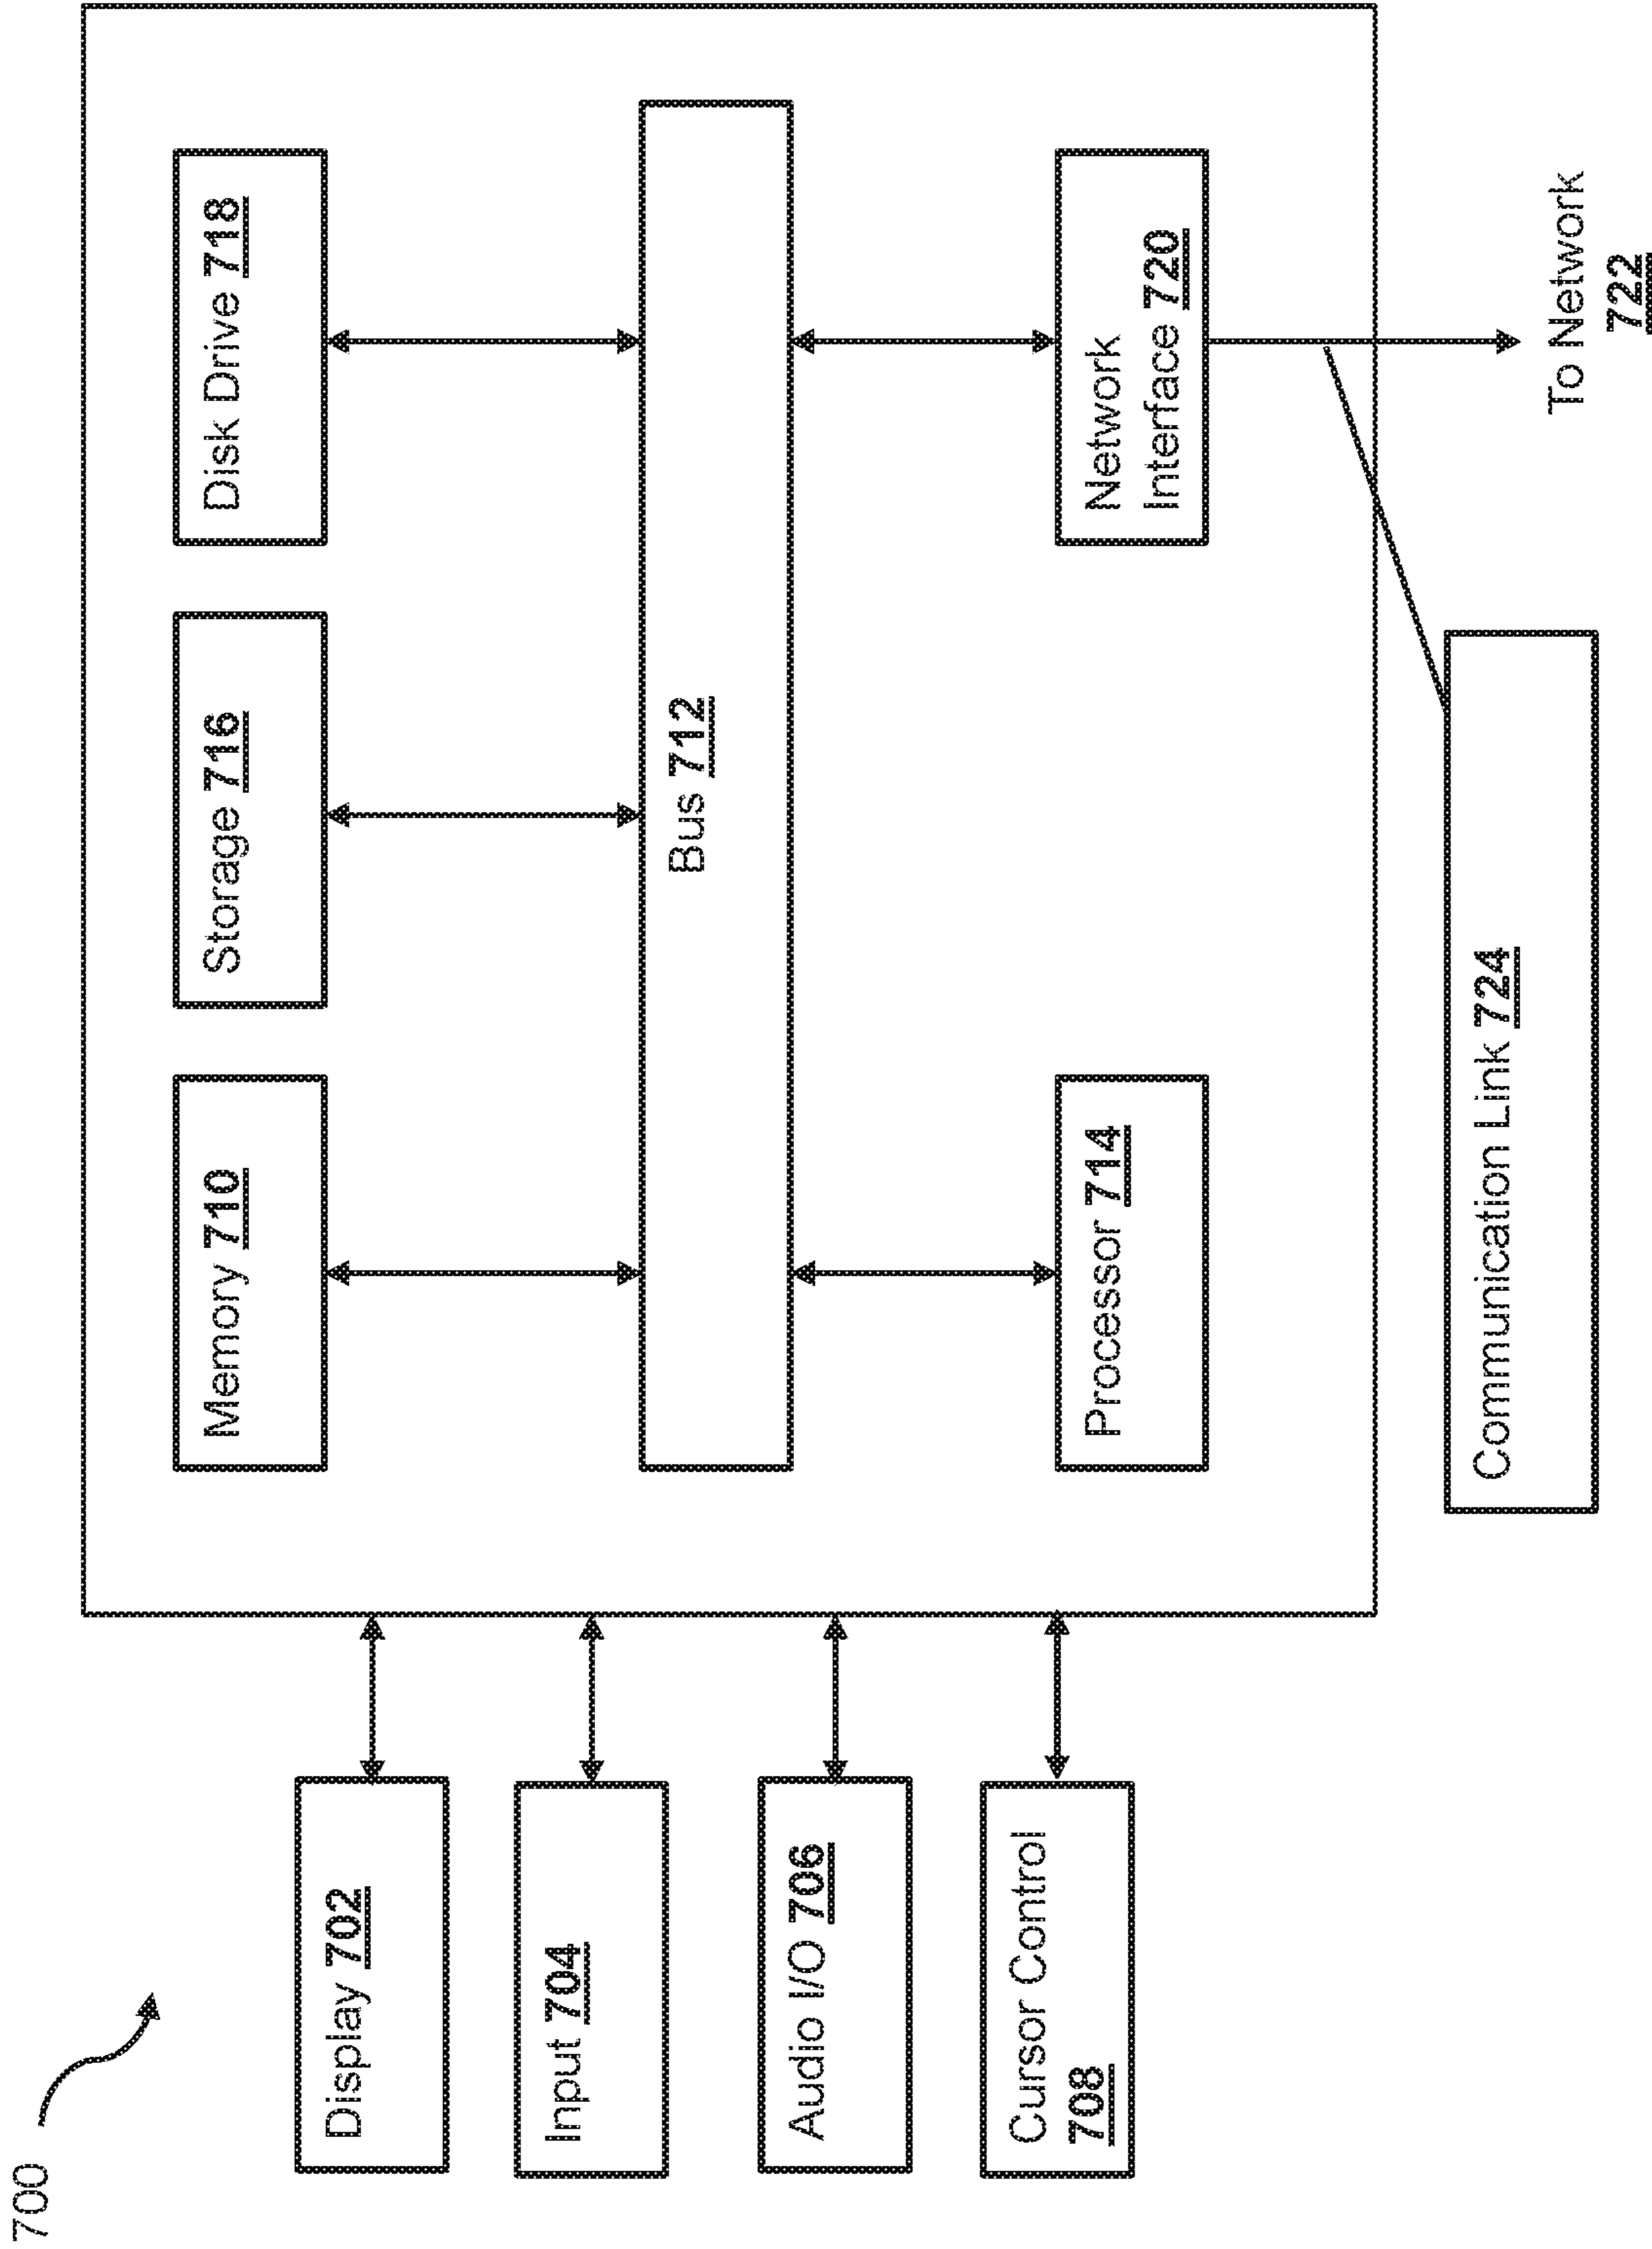 700
Display 702
Input 704
Audio I/O 706
Cursor Control
708
Memory 710
Storage 716
Disk Drive 718
Bus 712
Processor 714
Network
Interface 720
Communication Link 724
To Network
722